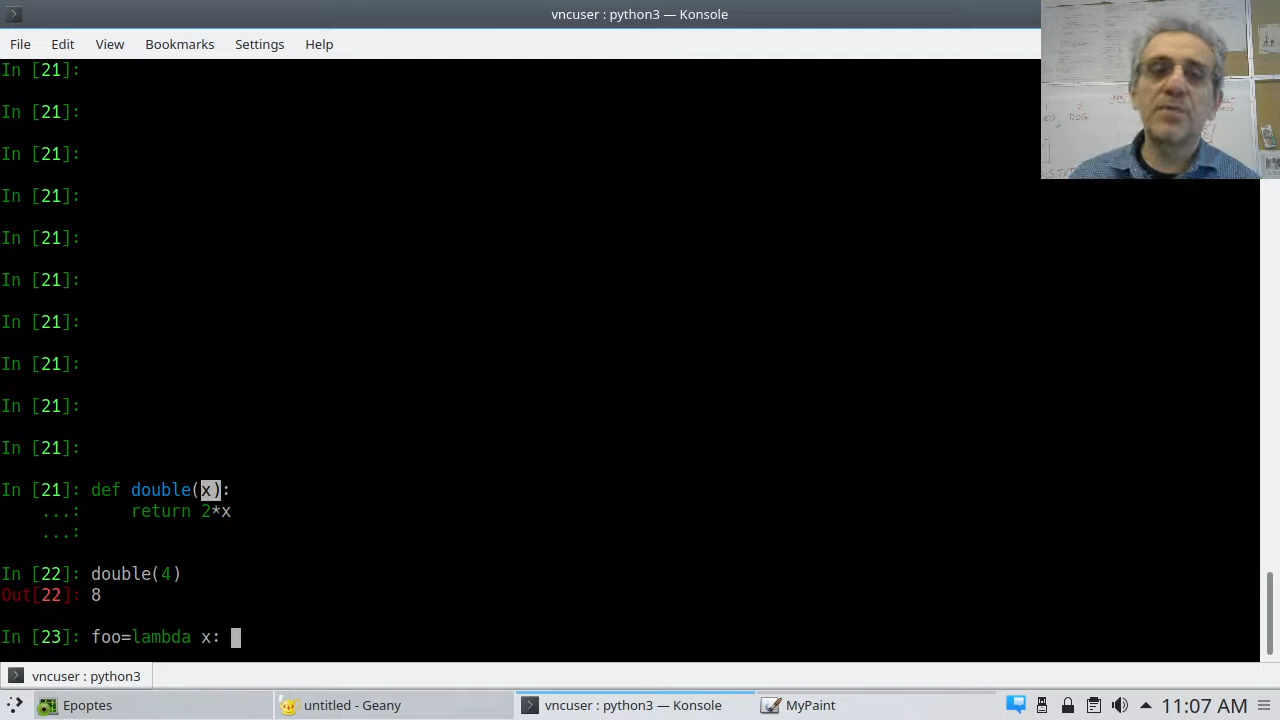 vncuser : python3 — Konsole
File Edit View Bookmarks Settings Help
In [21]:
In [21]:
In [21]:
In [21]:
In [21]:
In [21]:
In [21]:
In [21]:
In [21]:
In [21]:
In [21]: def double(x):
...:     return 2*x
...:
In [22]: double(4)
Out[22]: 8
In [23]: foo=lambda x:
vncuser : python3
Epoptes untitled - Geany vncuser : python3 — Konsole MyPaint 11:07 AM